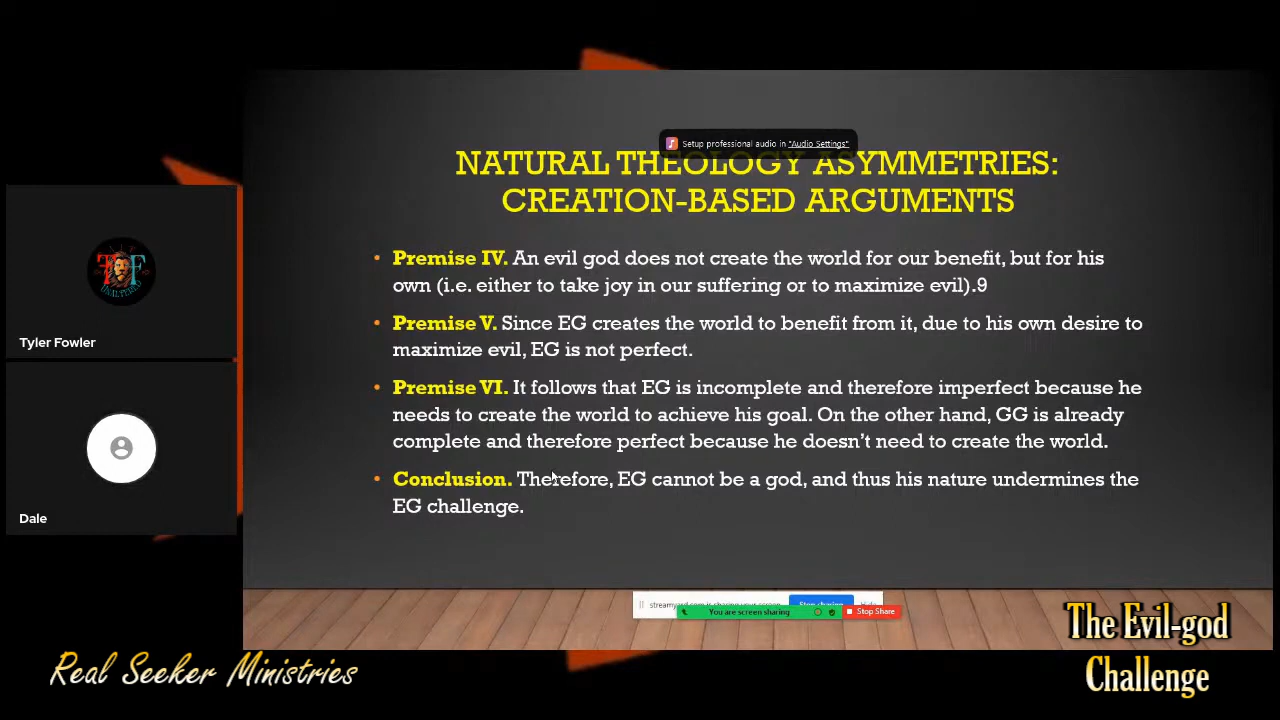 Setup professional audio in "Audio Settings"
NATURAL THEOLOGY ASYMMETRIES:
CREATION-BASED ARGUMENTS
• Premise IV. An evil god does not create the world for our benefit, but for his
own (i.e. either to take joy in our suffering or to maximize evil).9
• Premise V. Since EG creates the world to benefit from it, due to his own desire to
maximize evil, EG is not perfect.
• Premise VI. It follows that EG is incomplete and therefore imperfect because he
needs to create the world to achieve his goal. On the other hand, GG is already
complete and therefore perfect because he doesn't need to create the world.
• Conclusion. Therefore, EG cannot be a god, and thus his nature undermines the
EG challenge.
UNALTERED
Tyler Fowler
Dale
You are screen sharing
Stop Share
The Evil-god
Challenge
Real Seeker Ministries